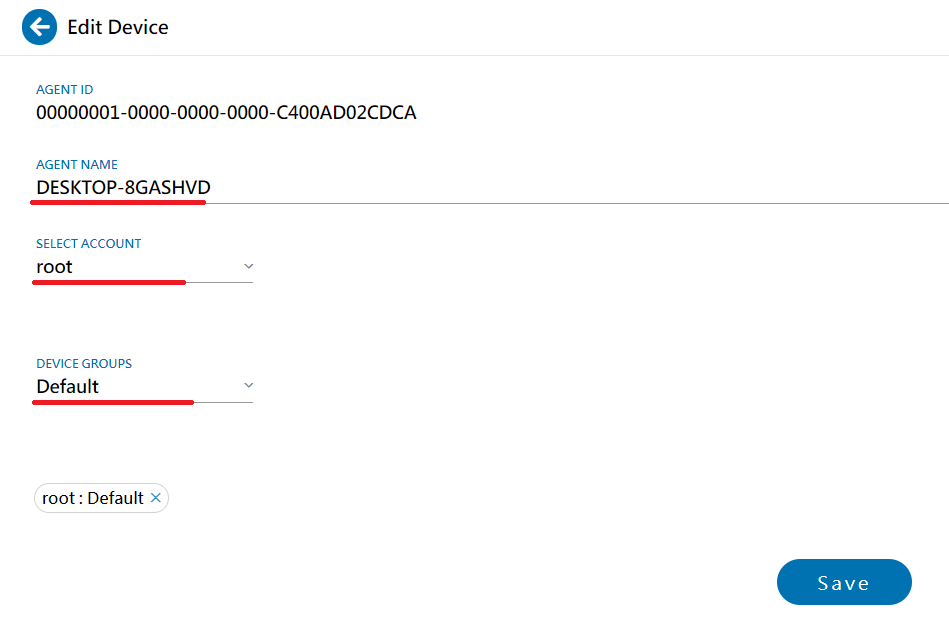 Edit Device
AGENT ID
00000001-0000-0000-0000-C400AD02CDCA
AGENT NAME
DESKTOP-8GASHVD
SELECT ACCOUNT
root
DEVICE GROUPS
Default
root : Default ×
Save